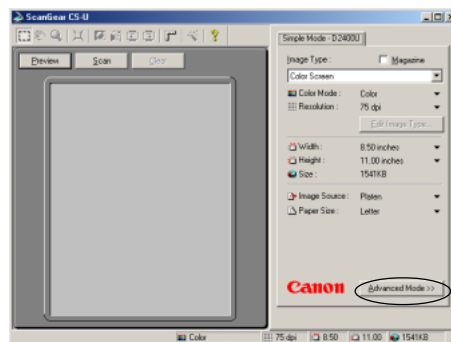 ScanGear CS-U
Simple Mode - D2400U
Preview Scan Clear
Image Type : Magazine
Color Screen
Color Mode : Color
Resolution : 75 dpi
Edit Image Type...
Width : 8.50 inches
Height : 11.00 inches
Size : 1541KB
Image Source : Platen
Paper Size : Letter
Canon Advanced Mode >>
Color 75 dpi 8.50 11.00 1541KB